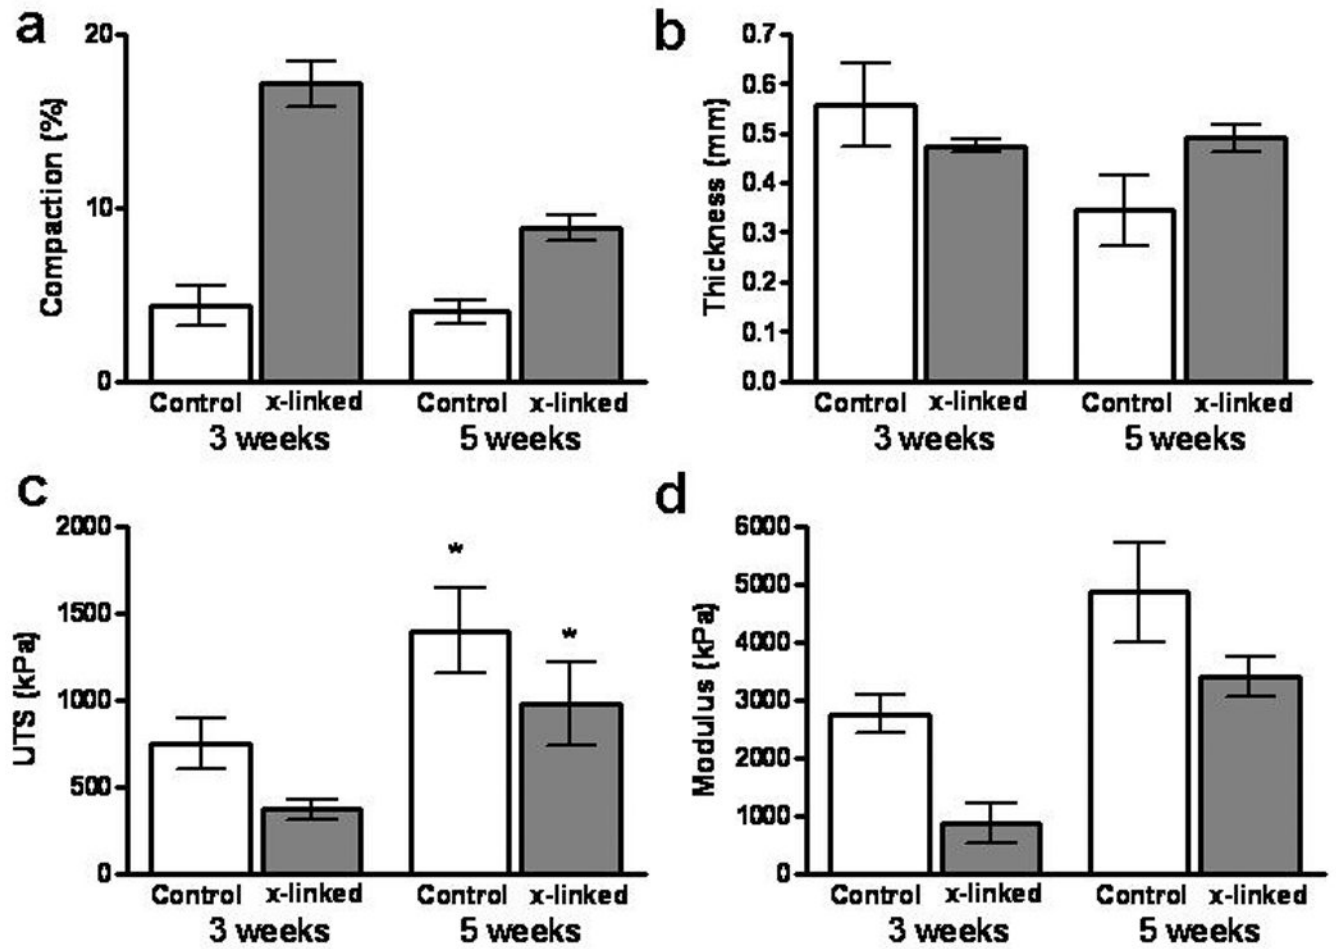 a
20
10
0
Compaction (%)
Control x-linked Control x-linked
3 weeks 5 weeks
b
0.7
0.6
0.5
0.4
0.3
0.2
0.1
0.0
Thickness (mm)
Control x-linked Control x-linked
3 weeks 5 weeks
c
2000
1500
1000
500
0
UTS (kPa)
*
*
Control x-linked Control x-linked
3 weeks 5 weeks
d
6000
5000
4000
3000
2000
1000
0
Modulus (kPa)
Control x-linked Control x-linked
3 weeks 5 weeks